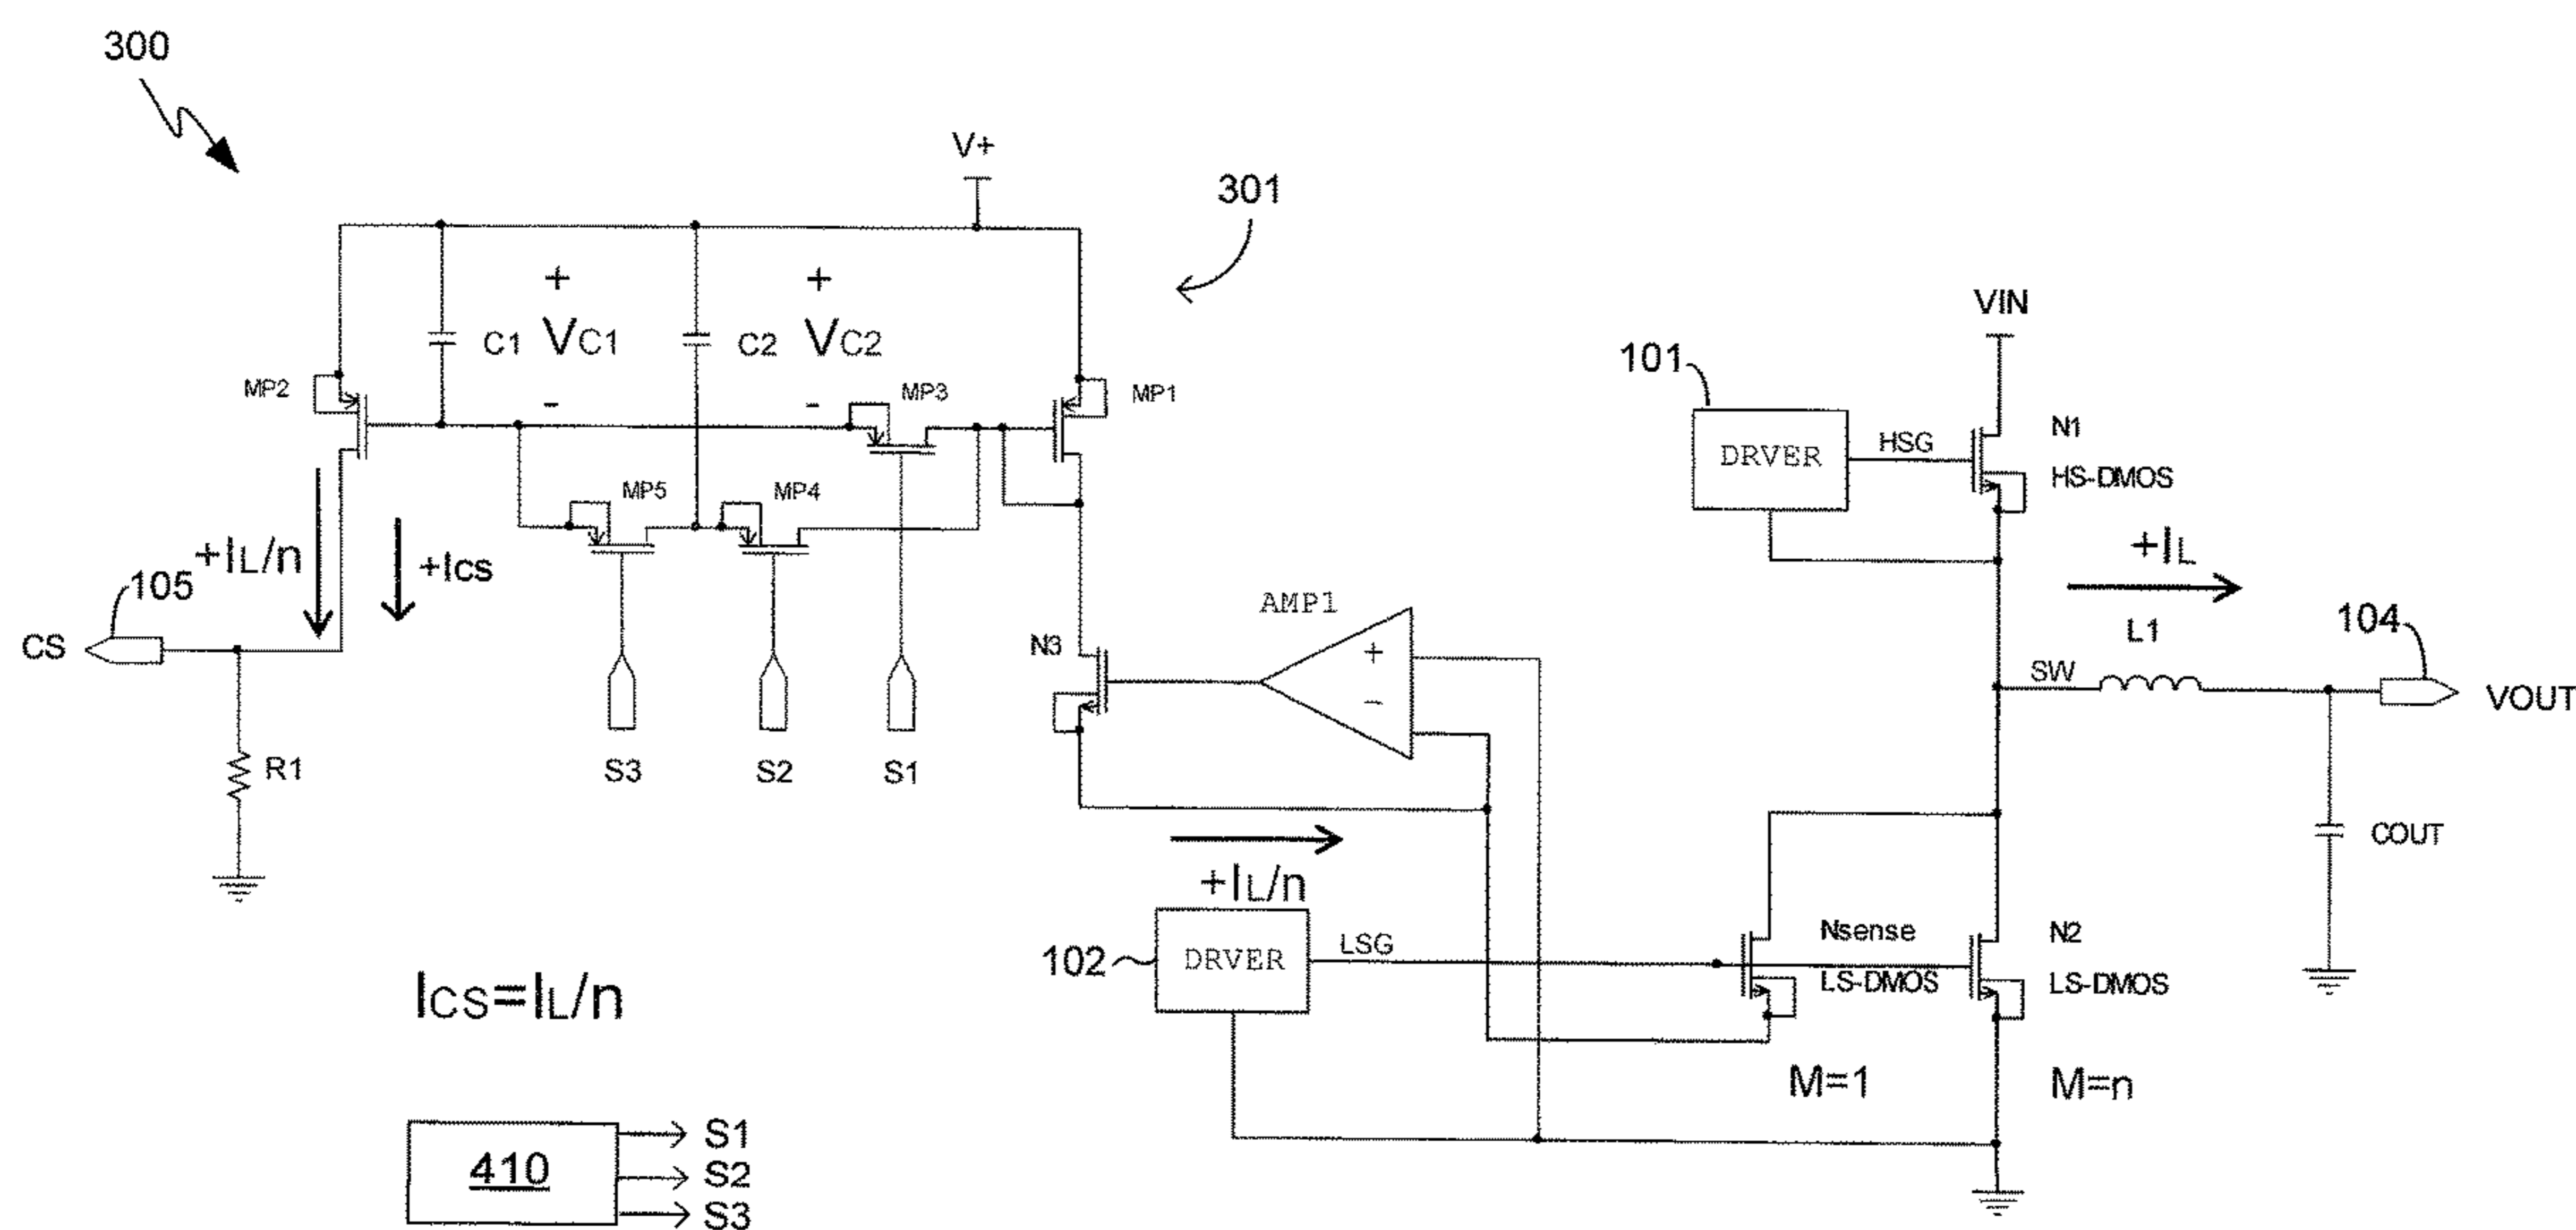 300
V+
301
+
+
VIN
C1
VC1
C2
VC2
101
MP2
MP3
MP1
-
-
DRVER
HSG
N1
HS-DMOS
MP5
MP4
+IL/n
+ICS
+IL
105
AMP1
L1
104
CS
N3
+
-
SW
VOUT
R1
S3
S2
S1
COUT
+IL/n
102
DRVER
LSG
Nsense
LS-DMOS
N2
LS-DMOS
ICS=IL/n
M=1
M=n
410
S1
S2
S3